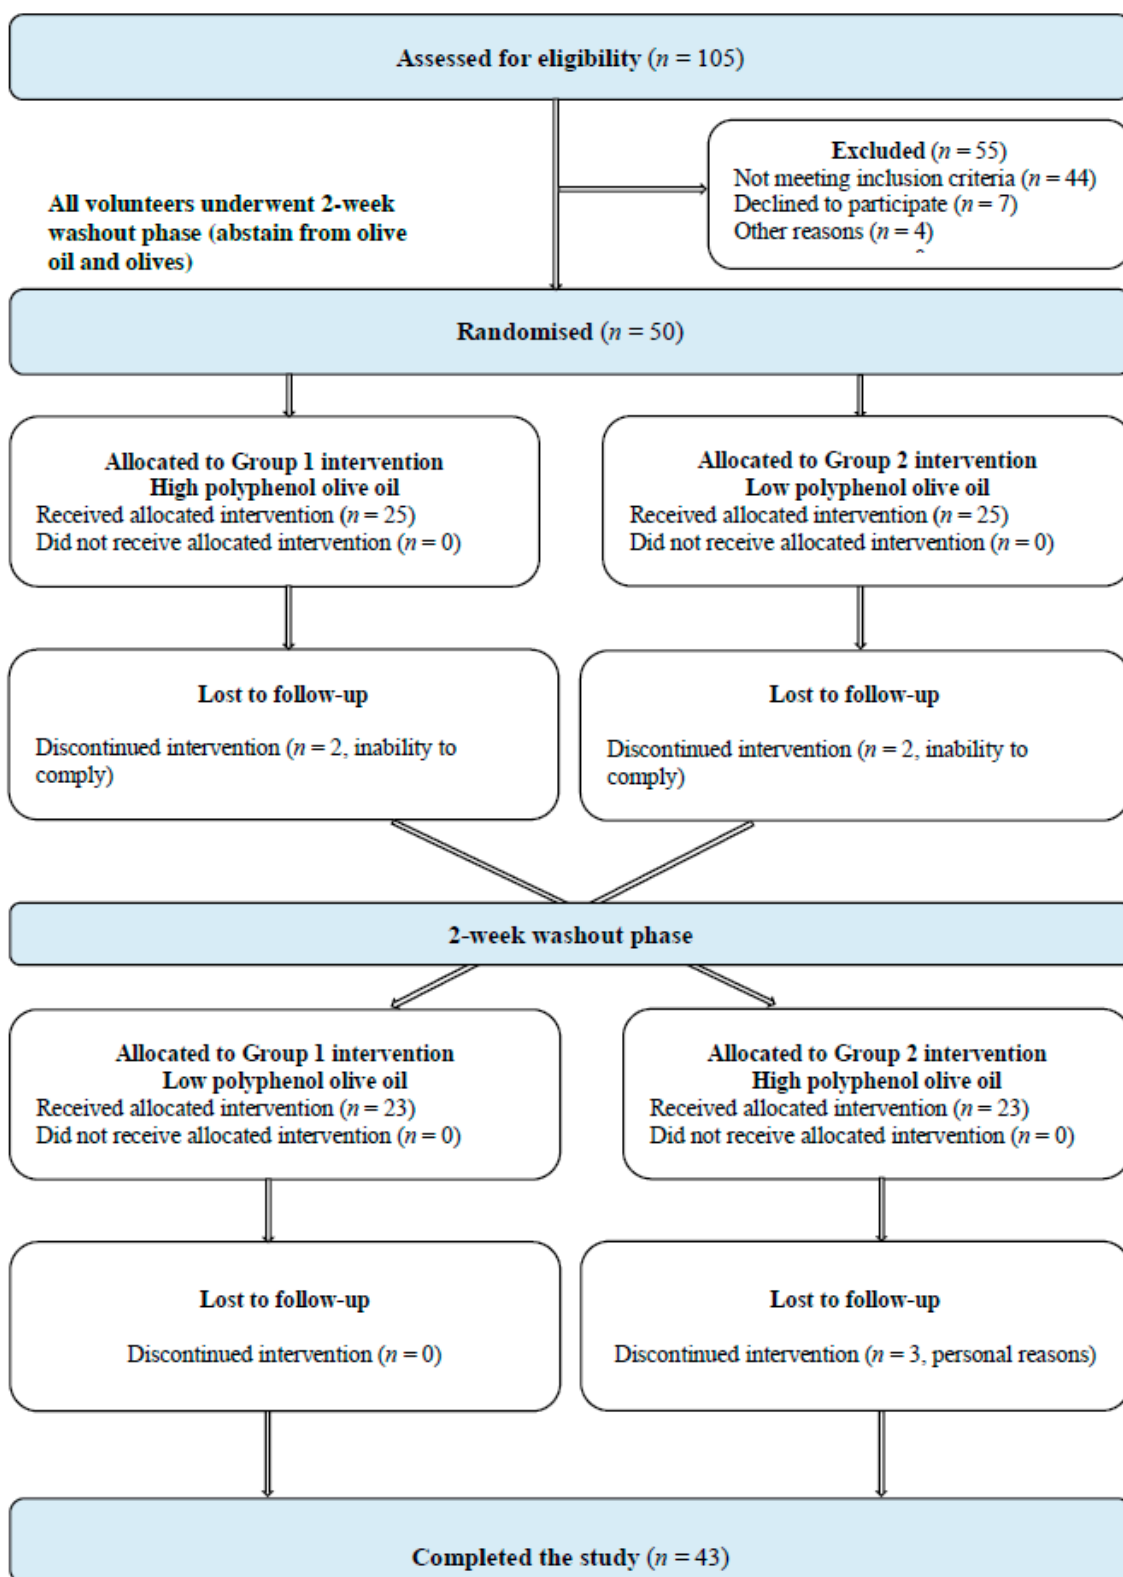 Assessed for eligibility (n = 105)
Excluded (n = 55)
Not meeting inclusion criteria (n = 44)
Declined to participate (n = 7)
Other reasons (n = 4)
All volunteers underwent 2-week
washout phase (abstain from olive
oil and olives)
Randomised (n = 50)
Allocated to Group 1 intervention
High polyphenol olive oil
Received allocated intervention (n = 25)
Did not receive allocated intervention (n = 0)
Allocated to Group 2 intervention
Low polyphenol olive oil
Received allocated intervention (n = 25)
Did not receive allocated intervention (n = 0)
Lost to follow-up
Discontinued intervention (n = 2, inability to
comply)
Lost to follow-up
Discontinued intervention (n = 2, inability to
comply)
2-week washout phase
Allocated to Group 1 intervention
Low polyphenol olive oil
Received allocated intervention (n = 23)
Did not receive allocated intervention (n = 0)
Allocated to Group 2 intervention
High polyphenol olive oil
Received allocated intervention (n = 23)
Did not receive allocated intervention (n = 0)
Lost to follow-up
Discontinued intervention (n = 0)
Lost to follow-up
Discontinued intervention (n = 3, personal reasons)
Completed the study (n = 43)